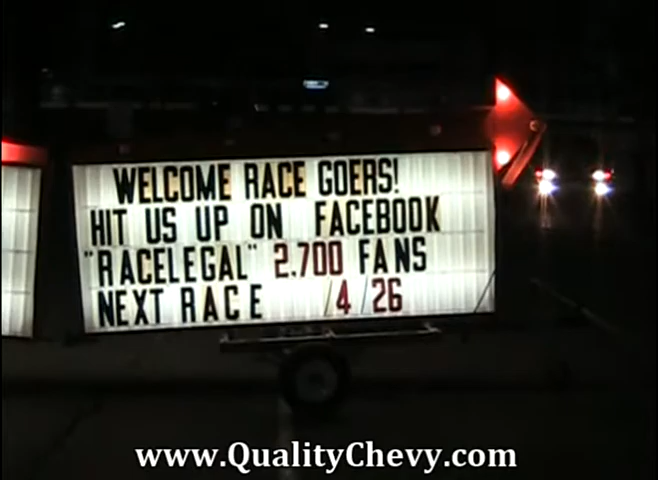 WELCOME RACE GOERS!
HIT US UP ON FACEBOOK
"RACELEGAL" 2.700 FANS
NEXT RACE /4/26
www.QualityChevy.com